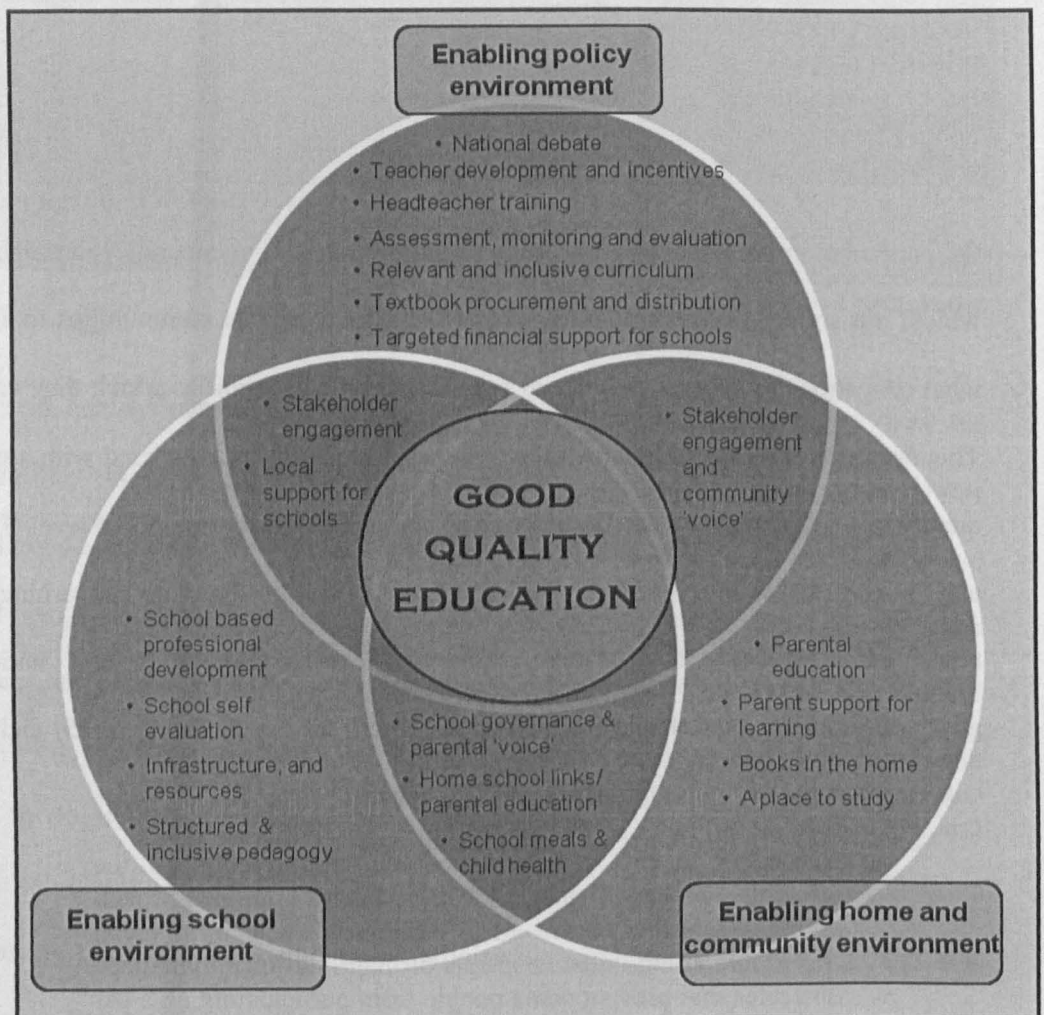 Enabling policy
environment
• National debate
• Teacher development and incentives
• Headteacher training
• Assessment, monitoring and evaluation
• Relevant and inclusive curriculum
• Textbook procurement and distribution
• Targeted financial support for schools
• Stakeholder
engagement
• Local
support for
schools
• Stakeholder
engagement
and
community
'voice'
GOOD
QUALITY
EDUCATION
• School based
professional
development
• School self
evaluation
• Infrastructure, and
resources
• Structured &
inclusive pedagogy
• School governance &
parental 'voice'
• Home school links/
parental education
• School meals &
child health
• Parental
education
• Parent support for
learning
• Books in the home
• A place to study
Enabling school
environment
Enabling home and
community environment